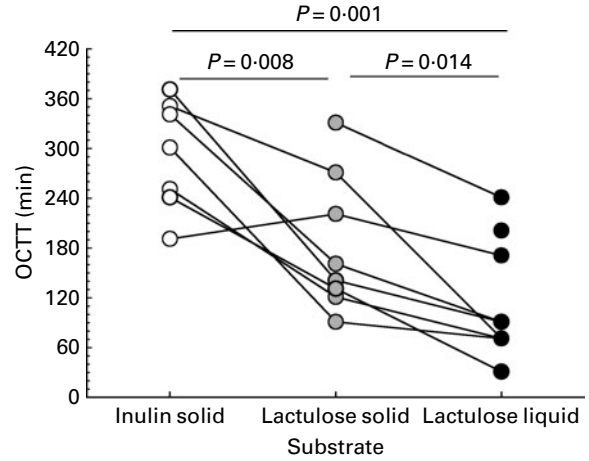 P = 0·001
P = 0·008
P = 0·014
420
360
300
240
180
120
60
0
OCTT (min)
Inulin solid
Lactulose solid
Lactulose liquid
Substrate